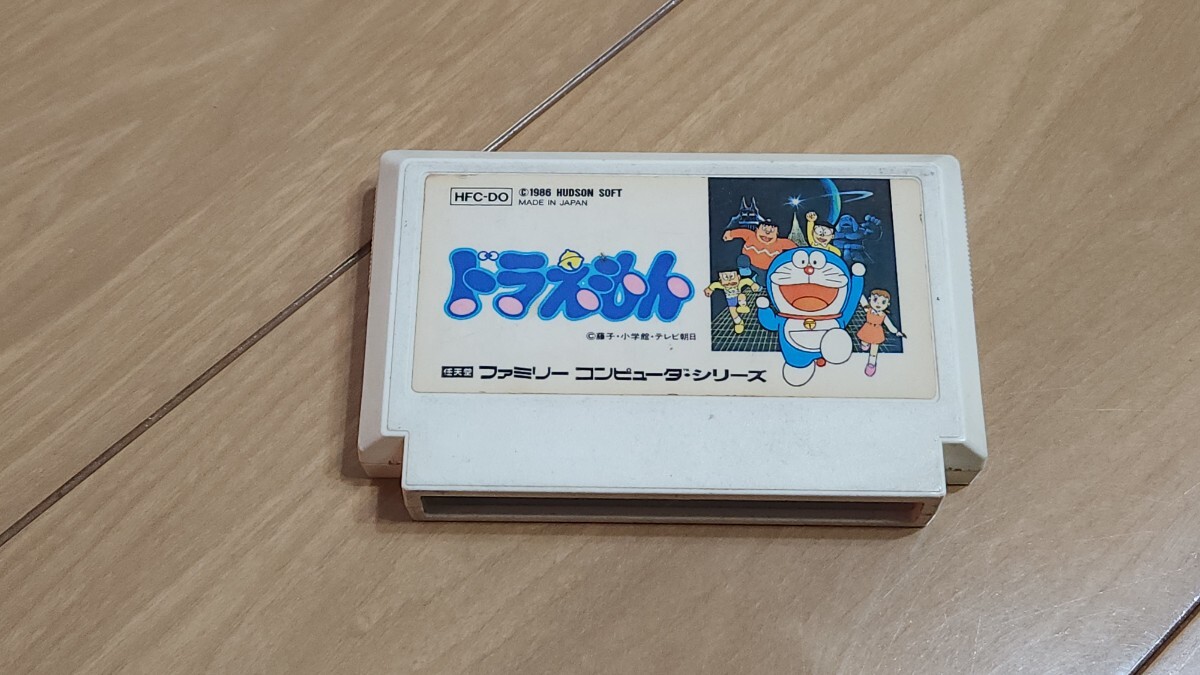 HFC-DO ©1986 HUDSON SOFT
MADE IN JAPAN
ドラえもん
©藤子・小学館・テレビ朝日
任天堂 ファミリー コンピュータ・シリーズ